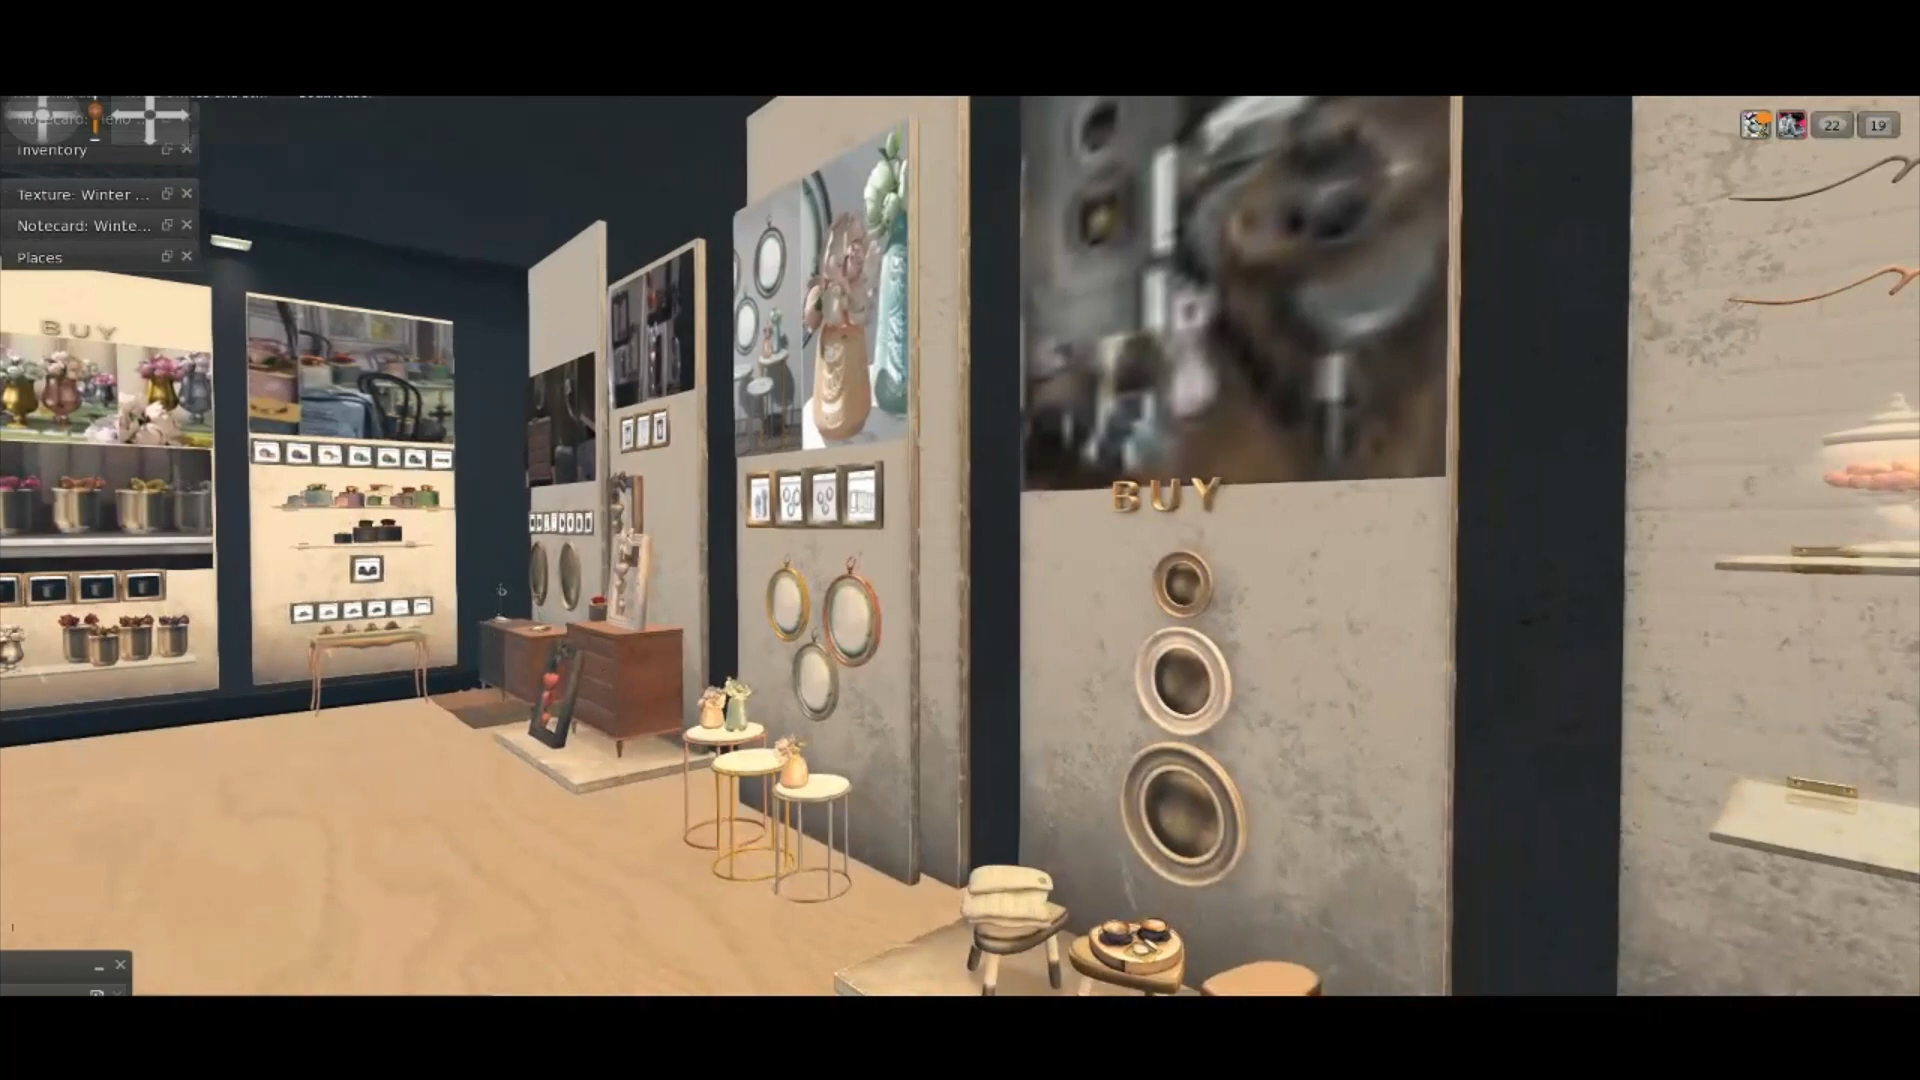 Inventory
Texture: Winter ...
Notecard: Winte...
Places
22
19
BUY
BUY